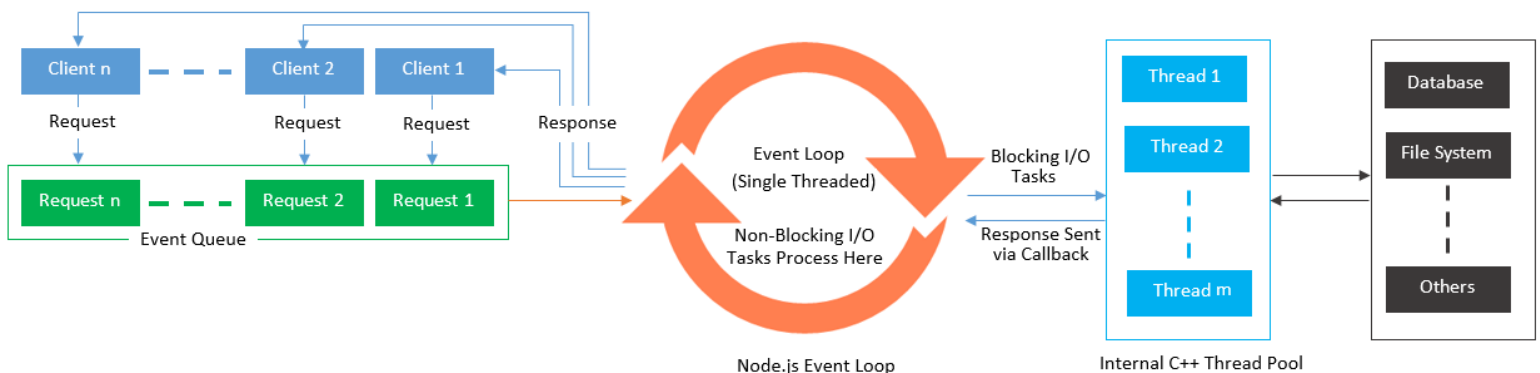 Client n
Client 2
Client 1
Request
Request
Request
Response
Request n
Request 2
Request 1
Event Queue
Event Loop
(Single Threaded)
Non-Blocking I/O
Tasks Process Here
Node.js Event Loop
Blocking I/O
Tasks
Response Sent
via Callback
Thread 1
Thread 2
Thread m
Internal C++ Thread Pool
Database
File System
Others